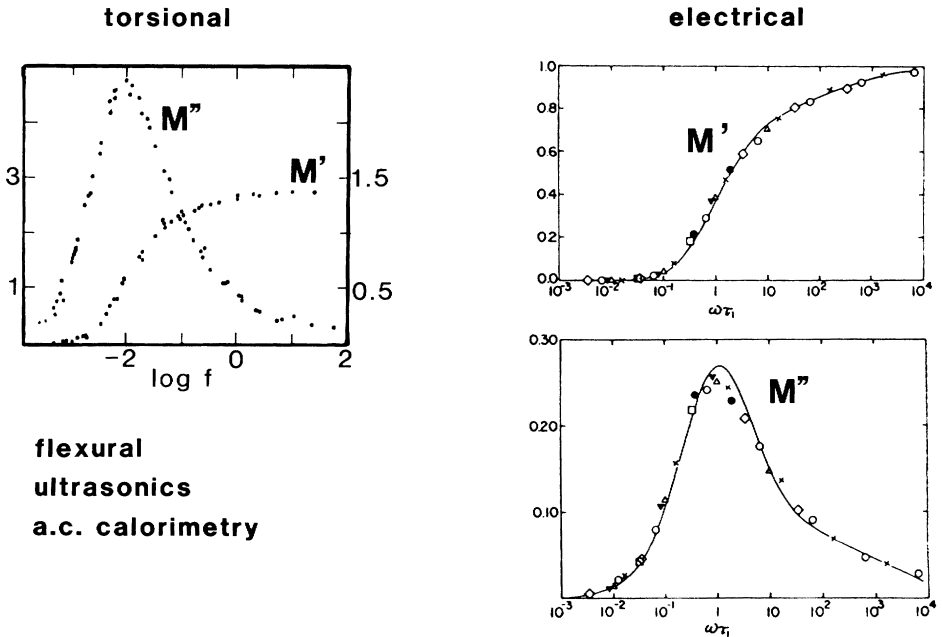 torsional
M"
M'
3
1
1.5
0.5
-2
0
2
log f
flexural
ultrasonics
a.c. calorimetry
electrical
1.0
0.8
0.6
0.4
0.2
0.0
M'
10⁻³ 10⁻² 10⁻¹ 1 10 10² 10³ 10⁴
ωτ₁
0.30
0.20
0.10
M"
10⁻³ 10⁻² 10⁻¹ 1 10 10² 10³ 10⁴
ωτ₁